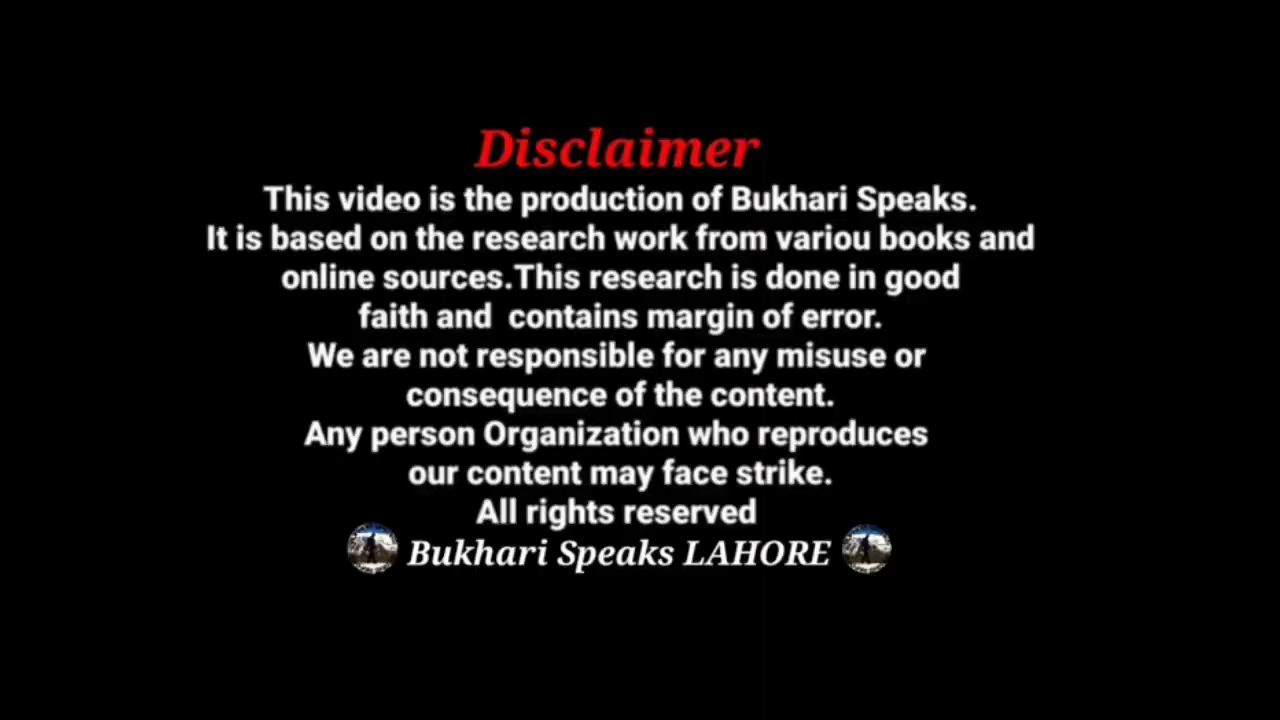 Disclaimer
This video is the production of Bukhari Speaks.
It is based on the research work from variou books and
online sources.This research is done in good
faith and  contains margin of error.
We are not responsible for any misuse or
consequence of the content.
Any person Organization who reproduces
our content may face strike.
All rights reserved
Bukhari Speaks LAHORE